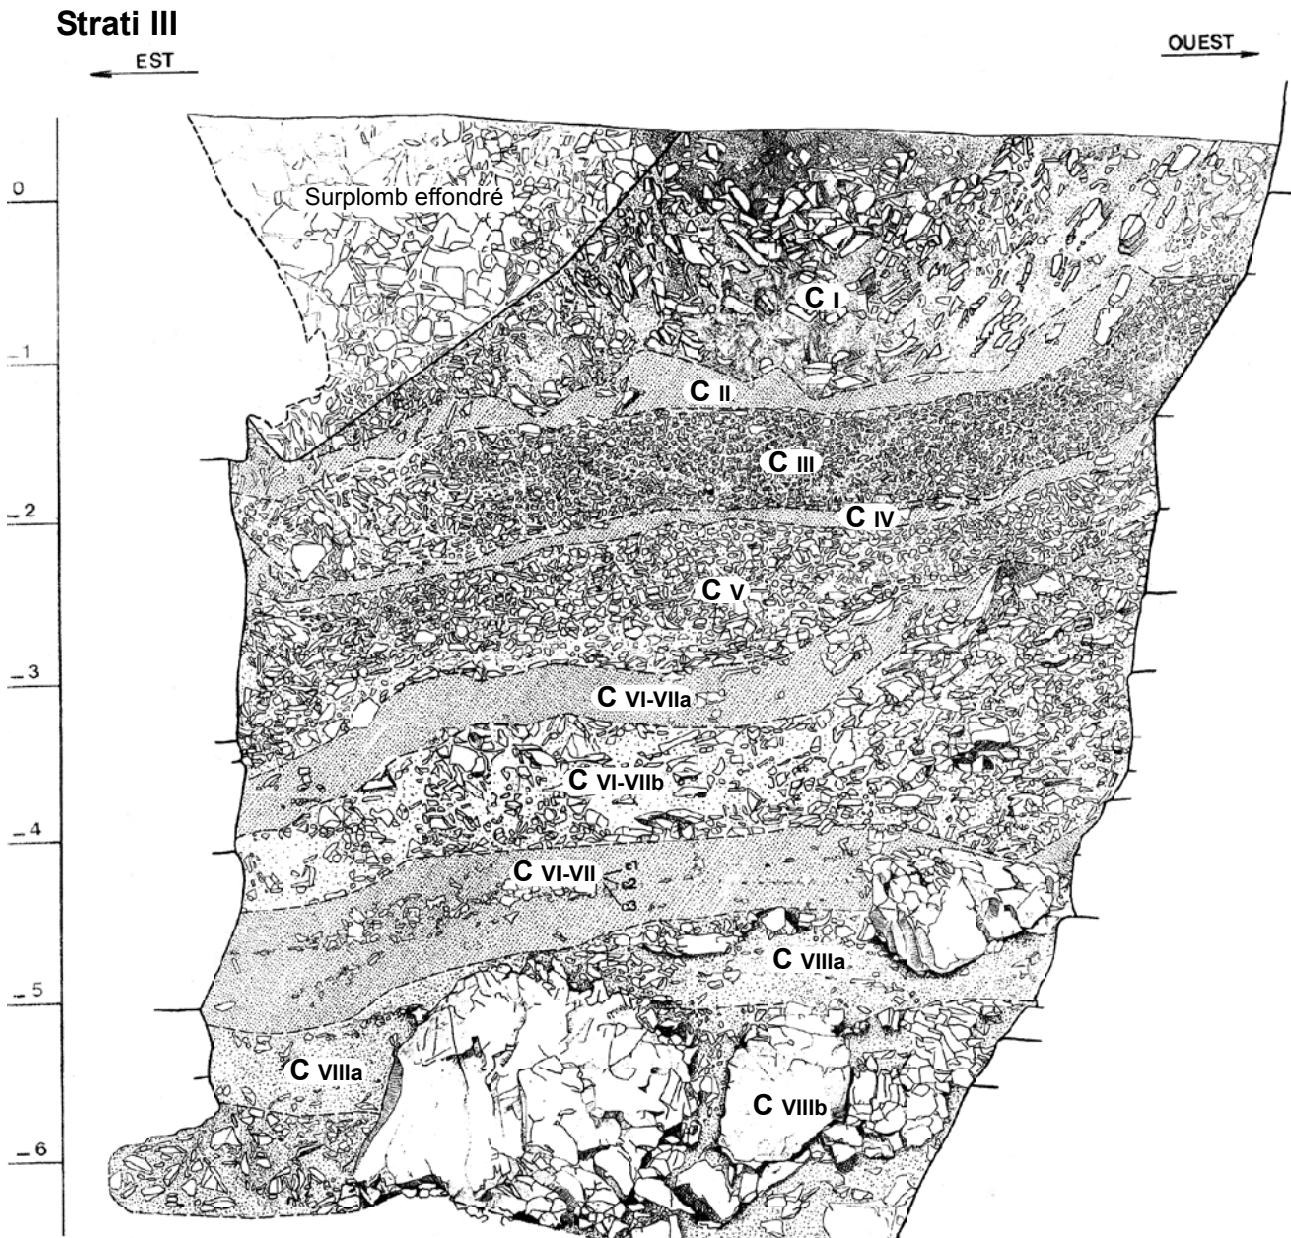 Strati III
EST
OUEST
0
Surplomb effondré
C I
_1
C II
C III
_2
C IV
C V
_3
C VI-VIIa
C VI-VIIb
_4
C VI-VII
C VIIIa
_5
C VIIIa
C VIIIb
_6